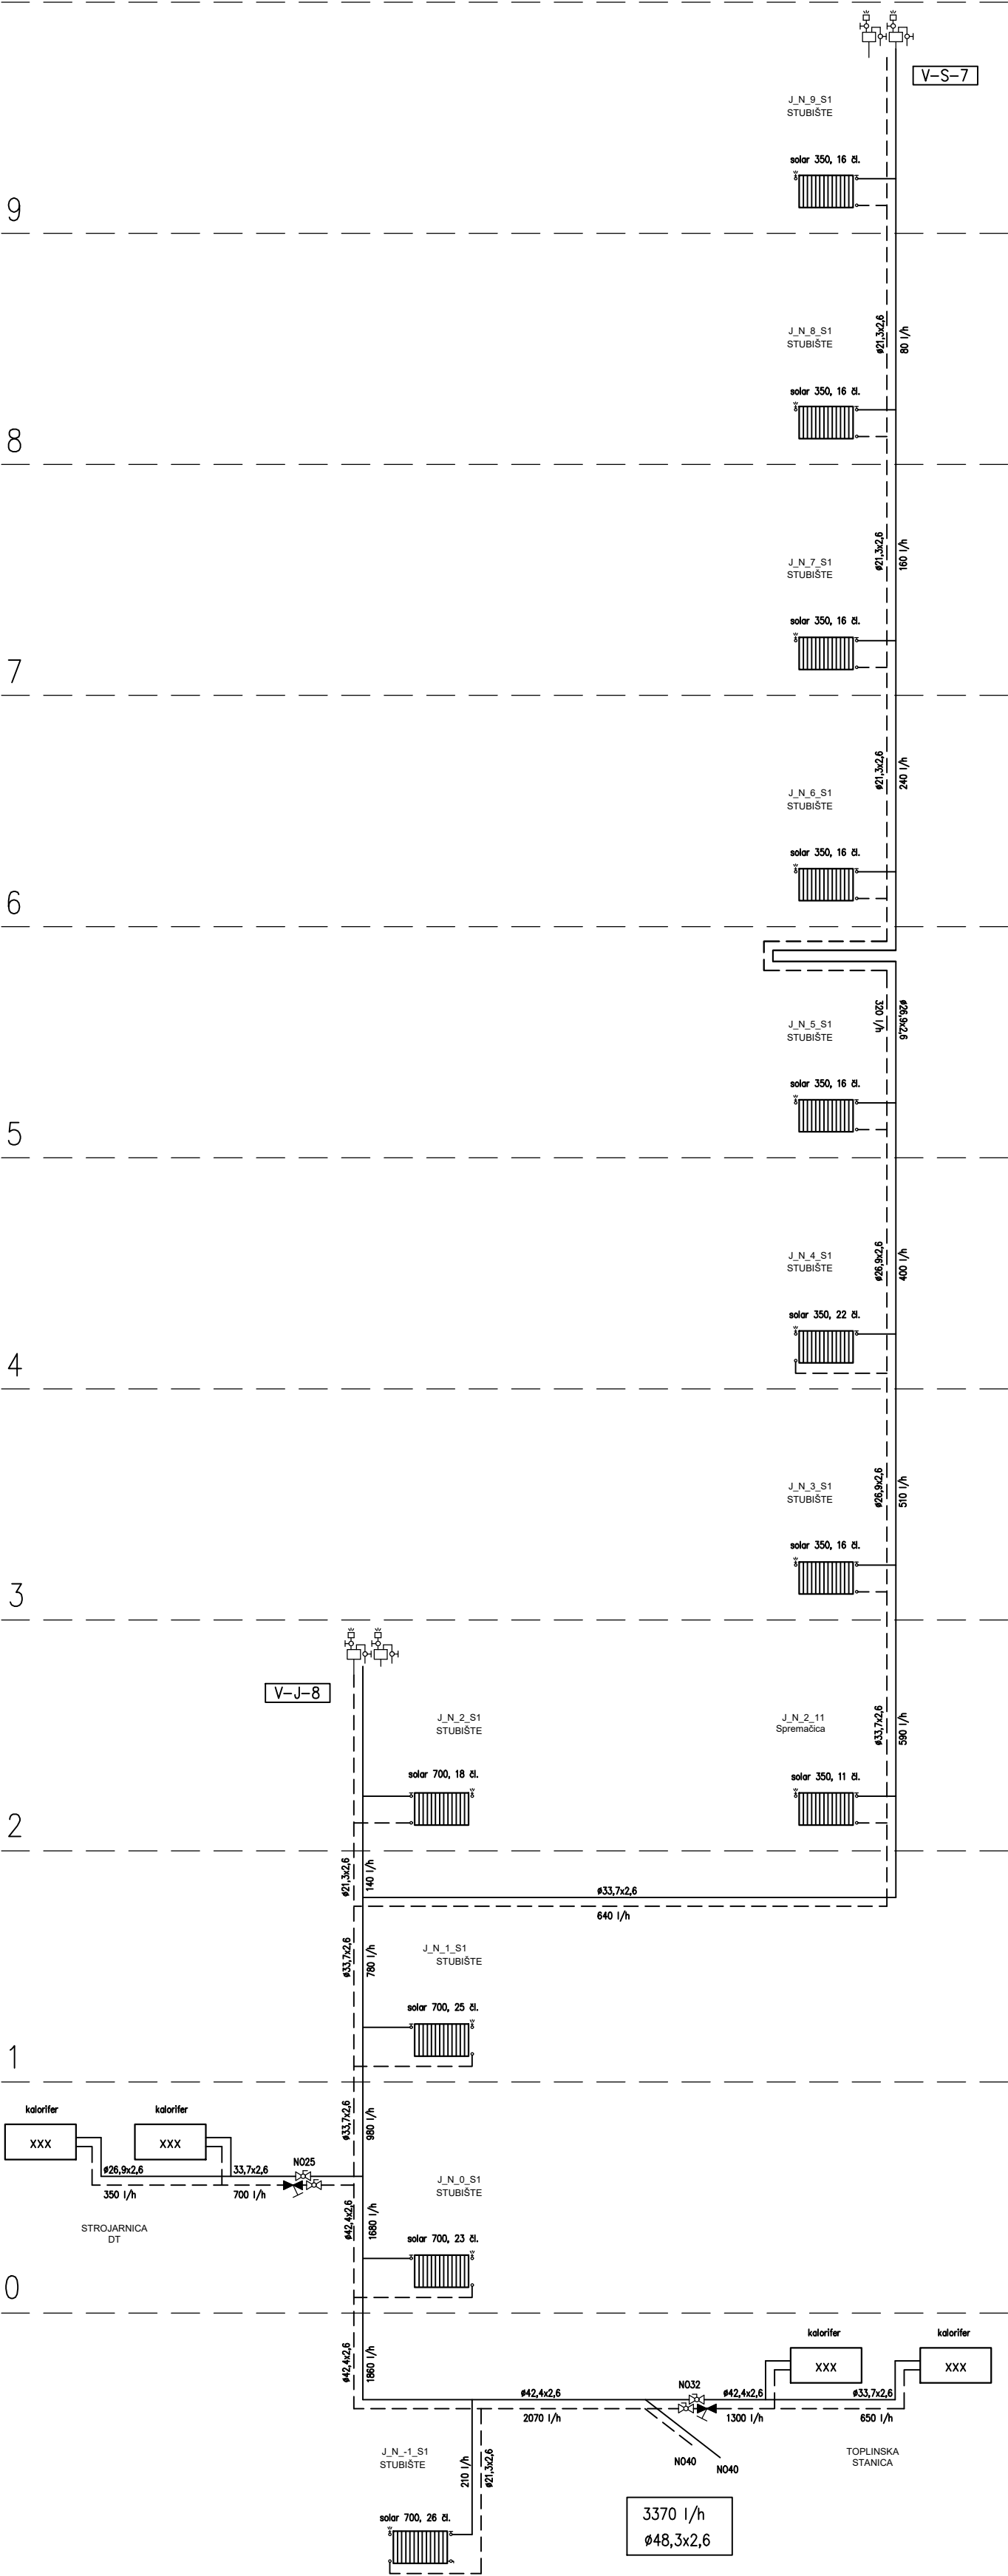 V-S-7
J_N_9_S1
STUBIŠTE
solar 350, 16 čl.
9
J_N_8_S1
STUBIŠTE
ø21,3x2,6
80 l/h
solar 350, 16 čl.
8
J_N_7_S1
STUBIŠTE
ø21,3x2,6
160 l/h
solar 350, 16 čl.
7
J_N_6_S1
STUBIŠTE
ø21,3x2,6
240 l/h
solar 350, 16 čl.
6
J_N_5_S1
STUBIŠTE
320 l/h
ø26,9x2,6
solar 350, 16 čl.
5
J_N_4_S1
STUBIŠTE
ø26,9x2,6
400 l/h
solar 350, 22 čl.
4
J_N_3_S1
STUBIŠTE
ø26,9x2,6
510 l/h
solar 350, 16 čl.
3
V-J-8
J_N_2_S1
STUBIŠTE
J_N_2_11
Spremačica
ø33,7x2,6
590 l/h
solar 700, 18 čl.
solar 350, 11 čl.
2
ø21,3x2,6
140 l/h
ø33,7x2,6
640 l/h
ø33,7x2,6
780 l/h
J_N_1_S1
STUBIŠTE
solar 700, 25 čl.
1
kalorifer
kalorifer
XXX
XXX
ø33,7x2,6
980 l/h
ø26,9x2,6
33,7x2,6
NO25
350 l/h
700 l/h
J_N_0_S1
STUBIŠTE
ø42,4x2,6
1680 l/h
STROJARNICA
DT
solar 700, 23 čl.
0
ø42,4x2,6
1860 l/h
kalorifer
kalorifer
XXX
XXX
NO32
ø42,4x2,6
ø42,4x2,6
ø33,7x2,6
2070 l/h
1300 l/h
650 l/h
J_N_-1_S1
STUBIŠTE
210 l/h
ø21,3x2,6
NO40
NO40
TOPLINSKA
STANICA
solar 700, 26 čl.
3370 l/h
ø48,3x2,6